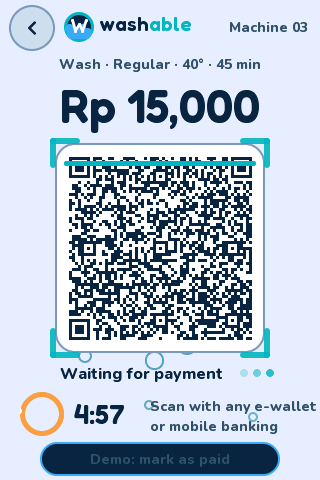 washable
Machine 03
Wash · Regular · 40° · 45 min
Rp 15,000
Waiting for payment
4:57
Scan with any e-wallet
or mobile banking
Demo: mark as paid